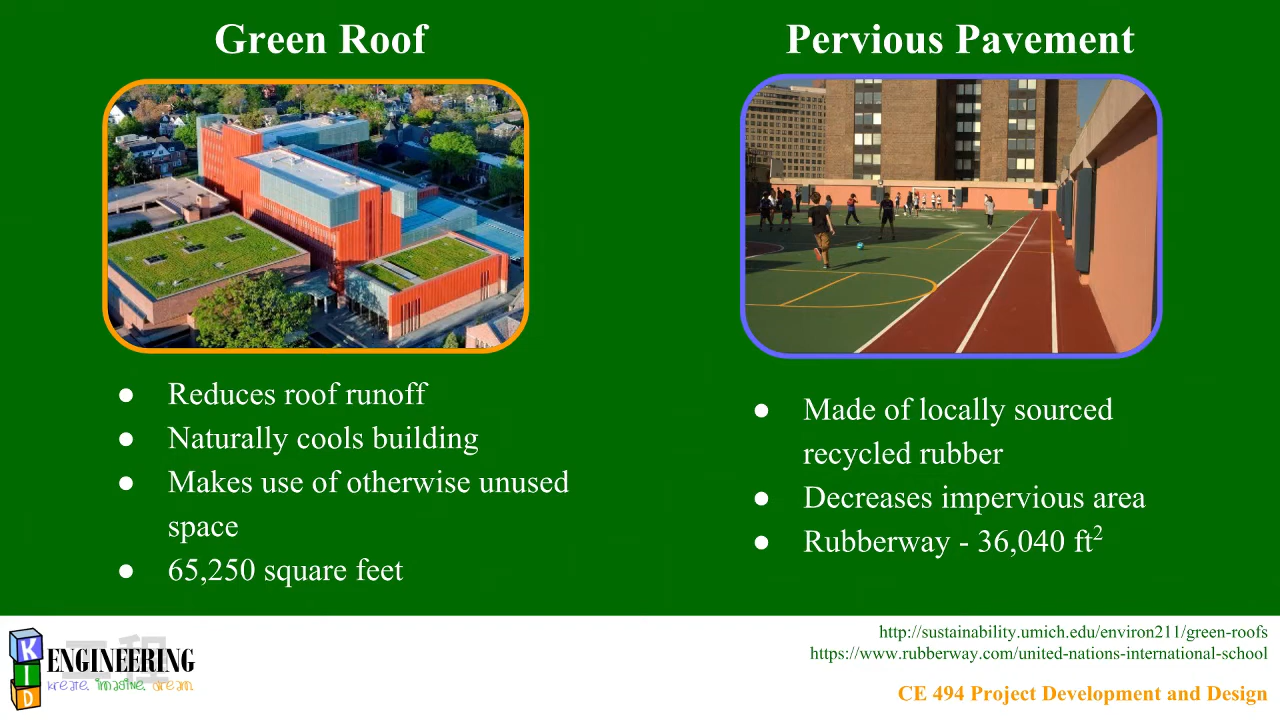 Green Roof
● Reduces roof runoff
● Naturally cools building
● Makes use of otherwise unused
space
● 65,250 square feet
Pervious Pavement
● Made of locally sourced
recycled rubber
● Decreases impervious area
● Rubberway - 36,040 ft²
KID
工程
ENGINEERING
kreate. imagine. dream.
http://sustainability.umich.edu/environ211/green-roofs
https://www.rubberway.com/united-nations-international-school
CE 494 Project Development and Design